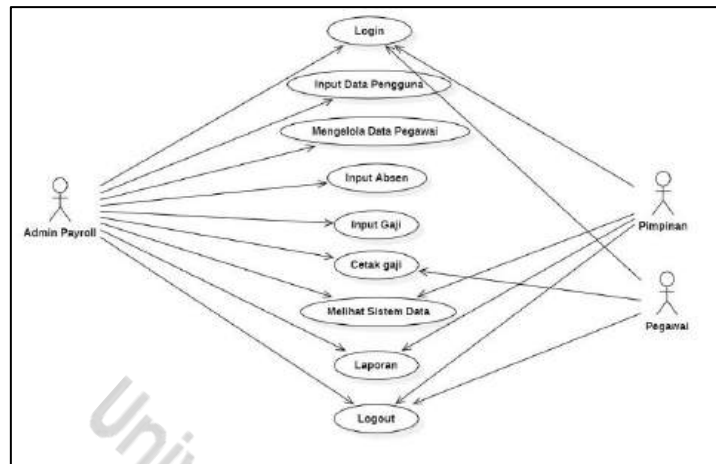 Login
Input Data Pengguna
Mengelola Data Pegawai
Input Absen
Admin Payroll
Input Gaji
Pimpinan
Cetak gaji
Melihat Sistem Data
Pegawai
Laporan
Logout